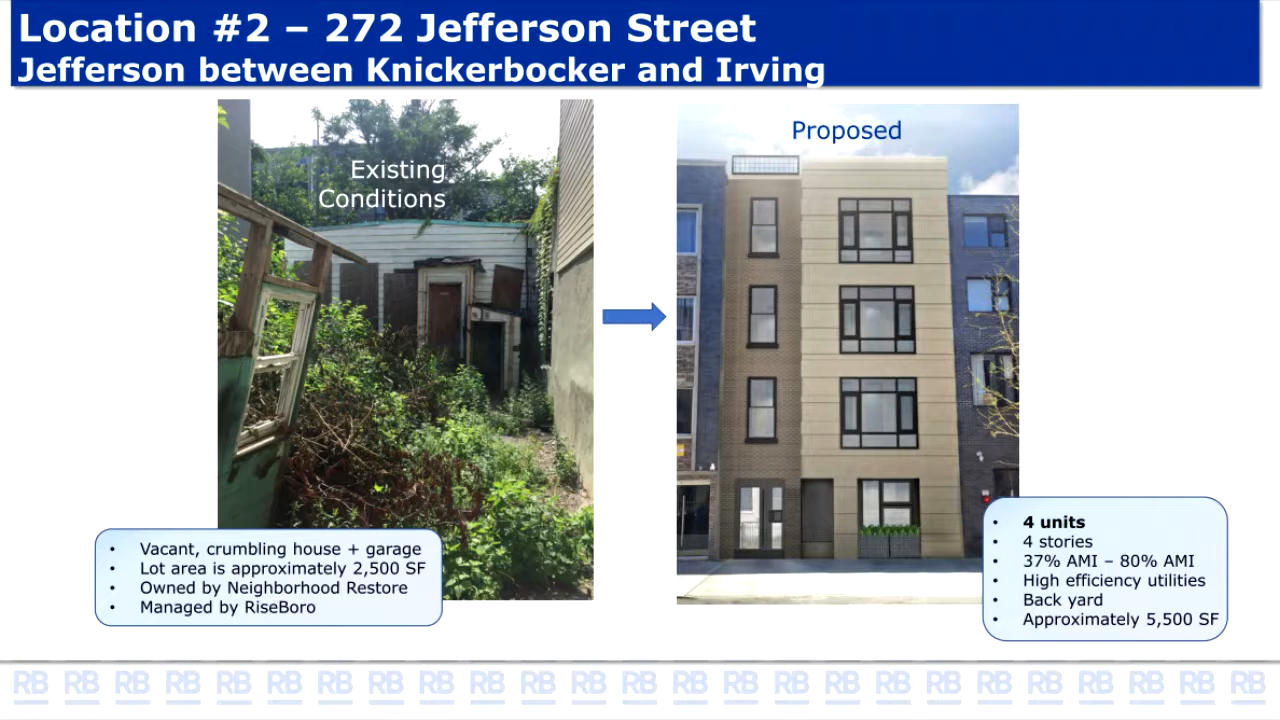 Location #2 – 272 Jefferson Street
Jefferson between Knickerbocker and Irving
Existing
Conditions
Proposed
• Vacant, crumbling house + garage
• Lot area is approximately 2,500 SF
• Owned by Neighborhood Restore
• Managed by RiseBoro
• 4 units
• 4 stories
• 37% AMI – 80% AMI
• High efficiency utilities
• Back yard
• Approximately 5,500 SF
RB RB RB RB RB RB RB RB RB RB RB RB RB RB RB RB RB RB RB RB RB RB RB RB RB